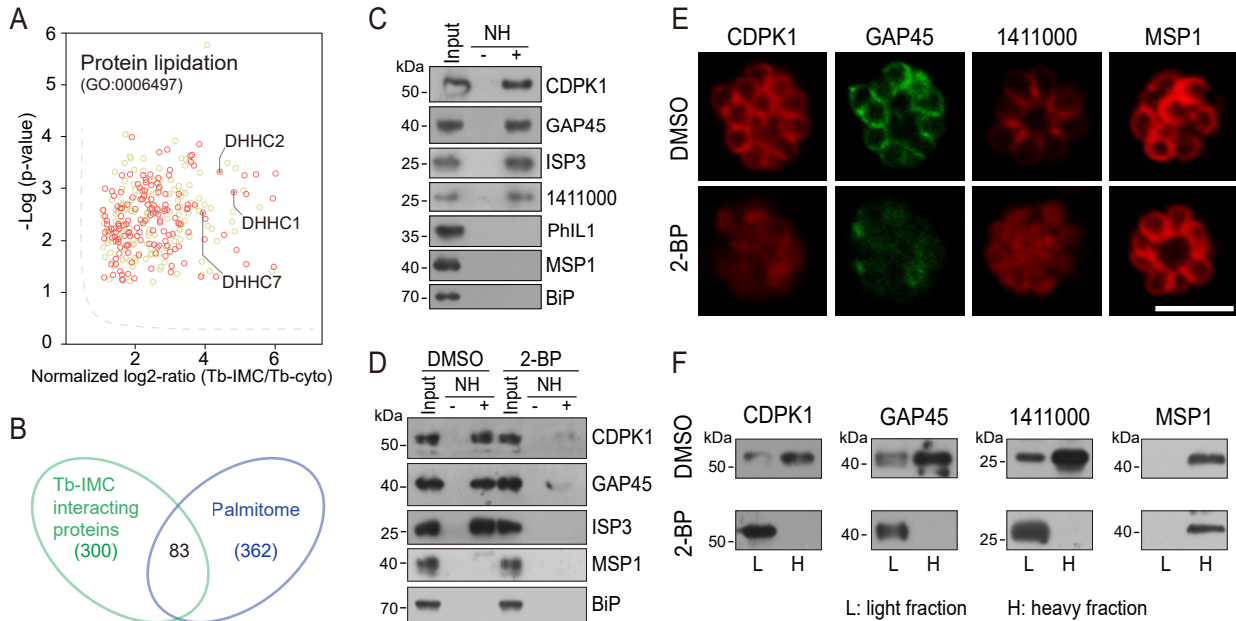 A
6
5
4
3
2
1
0
-Log (p-value)
Protein lipidation
(GO:0006497)
DHHC2
DHHC1
DHHC7
2
4
6
Normalized log2-ratio (Tb-IMC/Tb-cyto)
B
Tb-IMC
interacting
proteins
(300)
83
Palmitome
(362)
C
Input
NH
- +
kDa
50
CDPK1
40
GAP45
25
ISP3
25
1411000
35
PhIL1
40
MSP1
70
BiP
D
DMSO 2-BP
Input
NH
- +
Input
NH
- +
kDa
50
CDPK1
40
GAP45
25
ISP3
40
MSP1
70
BiP
E
CDPK1 GAP45 1411000 MSP1
DMSO
2-BP
F
CDPK1 GAP45 1411000 MSP1
DMSO
kDa
50
kDa
40
kDa
25
kDa
40
2-BP
50
40
25
40
L H L H L H L H
L: light fraction H: heavy fraction